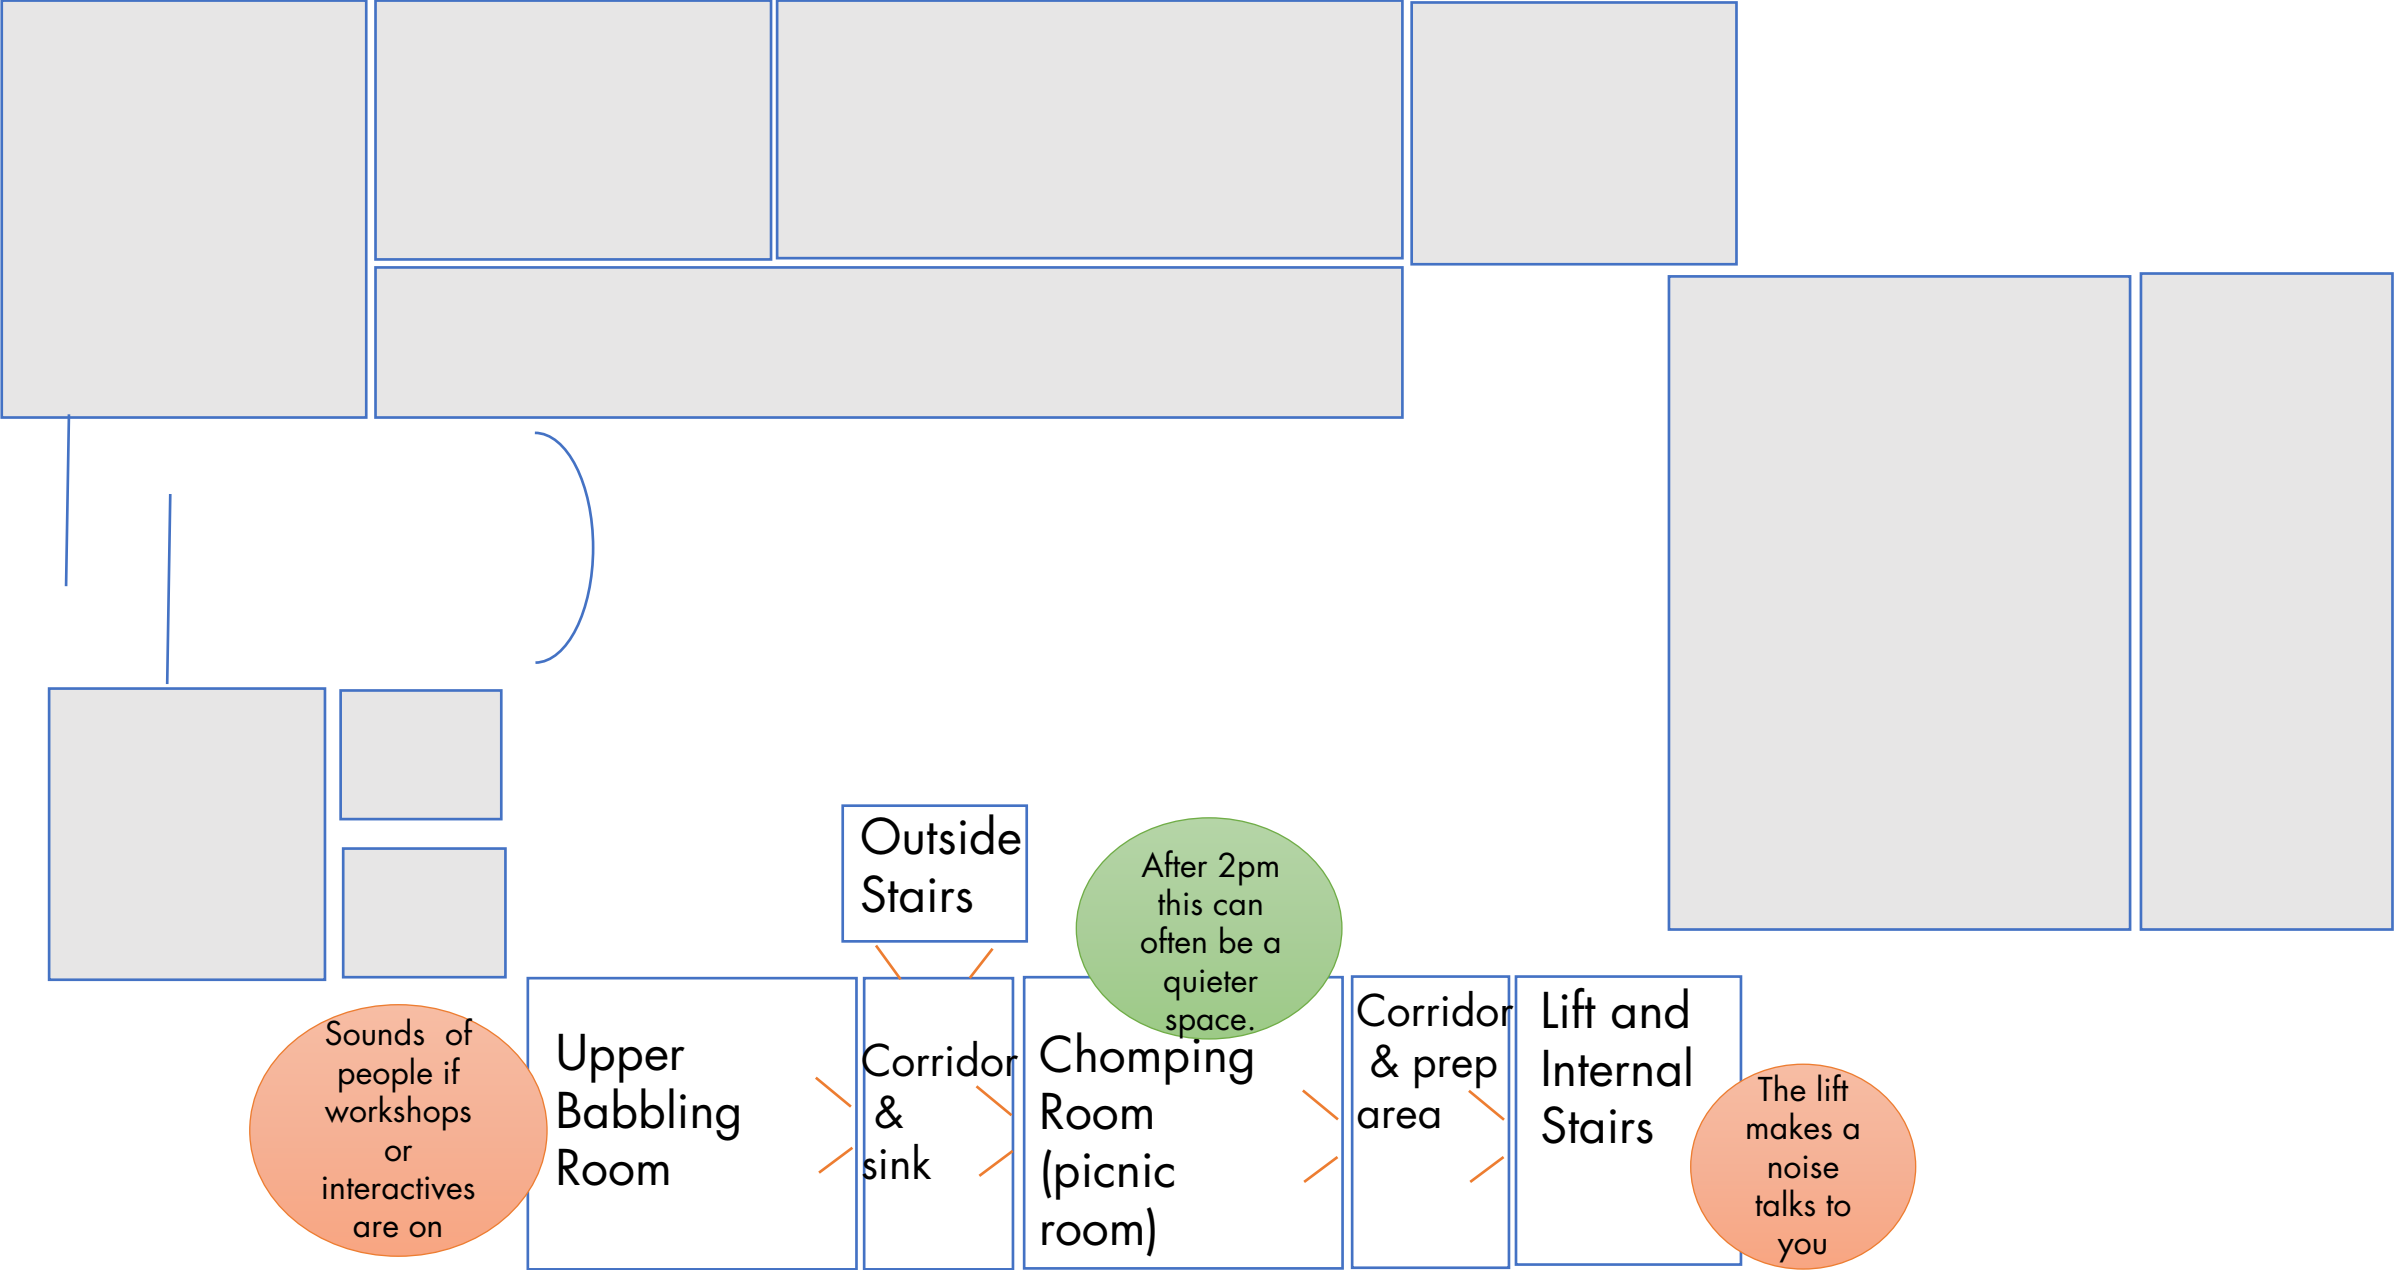 Outside
Stairs
After 2pm
this can
often be a
quieter
space.
Sounds  of
people if
workshops
or
interactives
are on
Upper
Babbling
Room
Corridor
&
sink
Chomping
Room
(picnic
room)
Corridor
& prep
area
Lift and
Internal
Stairs
The lift
makes a
noise
talks to
you